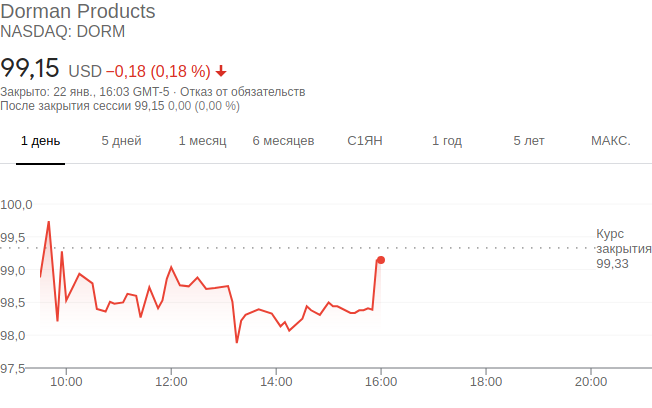 Dorman Products
NASDAQ: DORM
99,15 USD −0,18 (0,18 %)
Закрыто: 22 янв., 16:03 GMT-5 · Отказ от обязательств
После закрытия сессии 99,15 0,00 (0,00 %)
1 день 5 дней 1 месяц 6 месяцев С1ЯН 1 год 5 лет МАКС.
100,0
99,5
99,0
98,5
98,0
97,5
Курс
закрытия
99,33
10:00 12:00 14:00 16:00 18:00 20:00